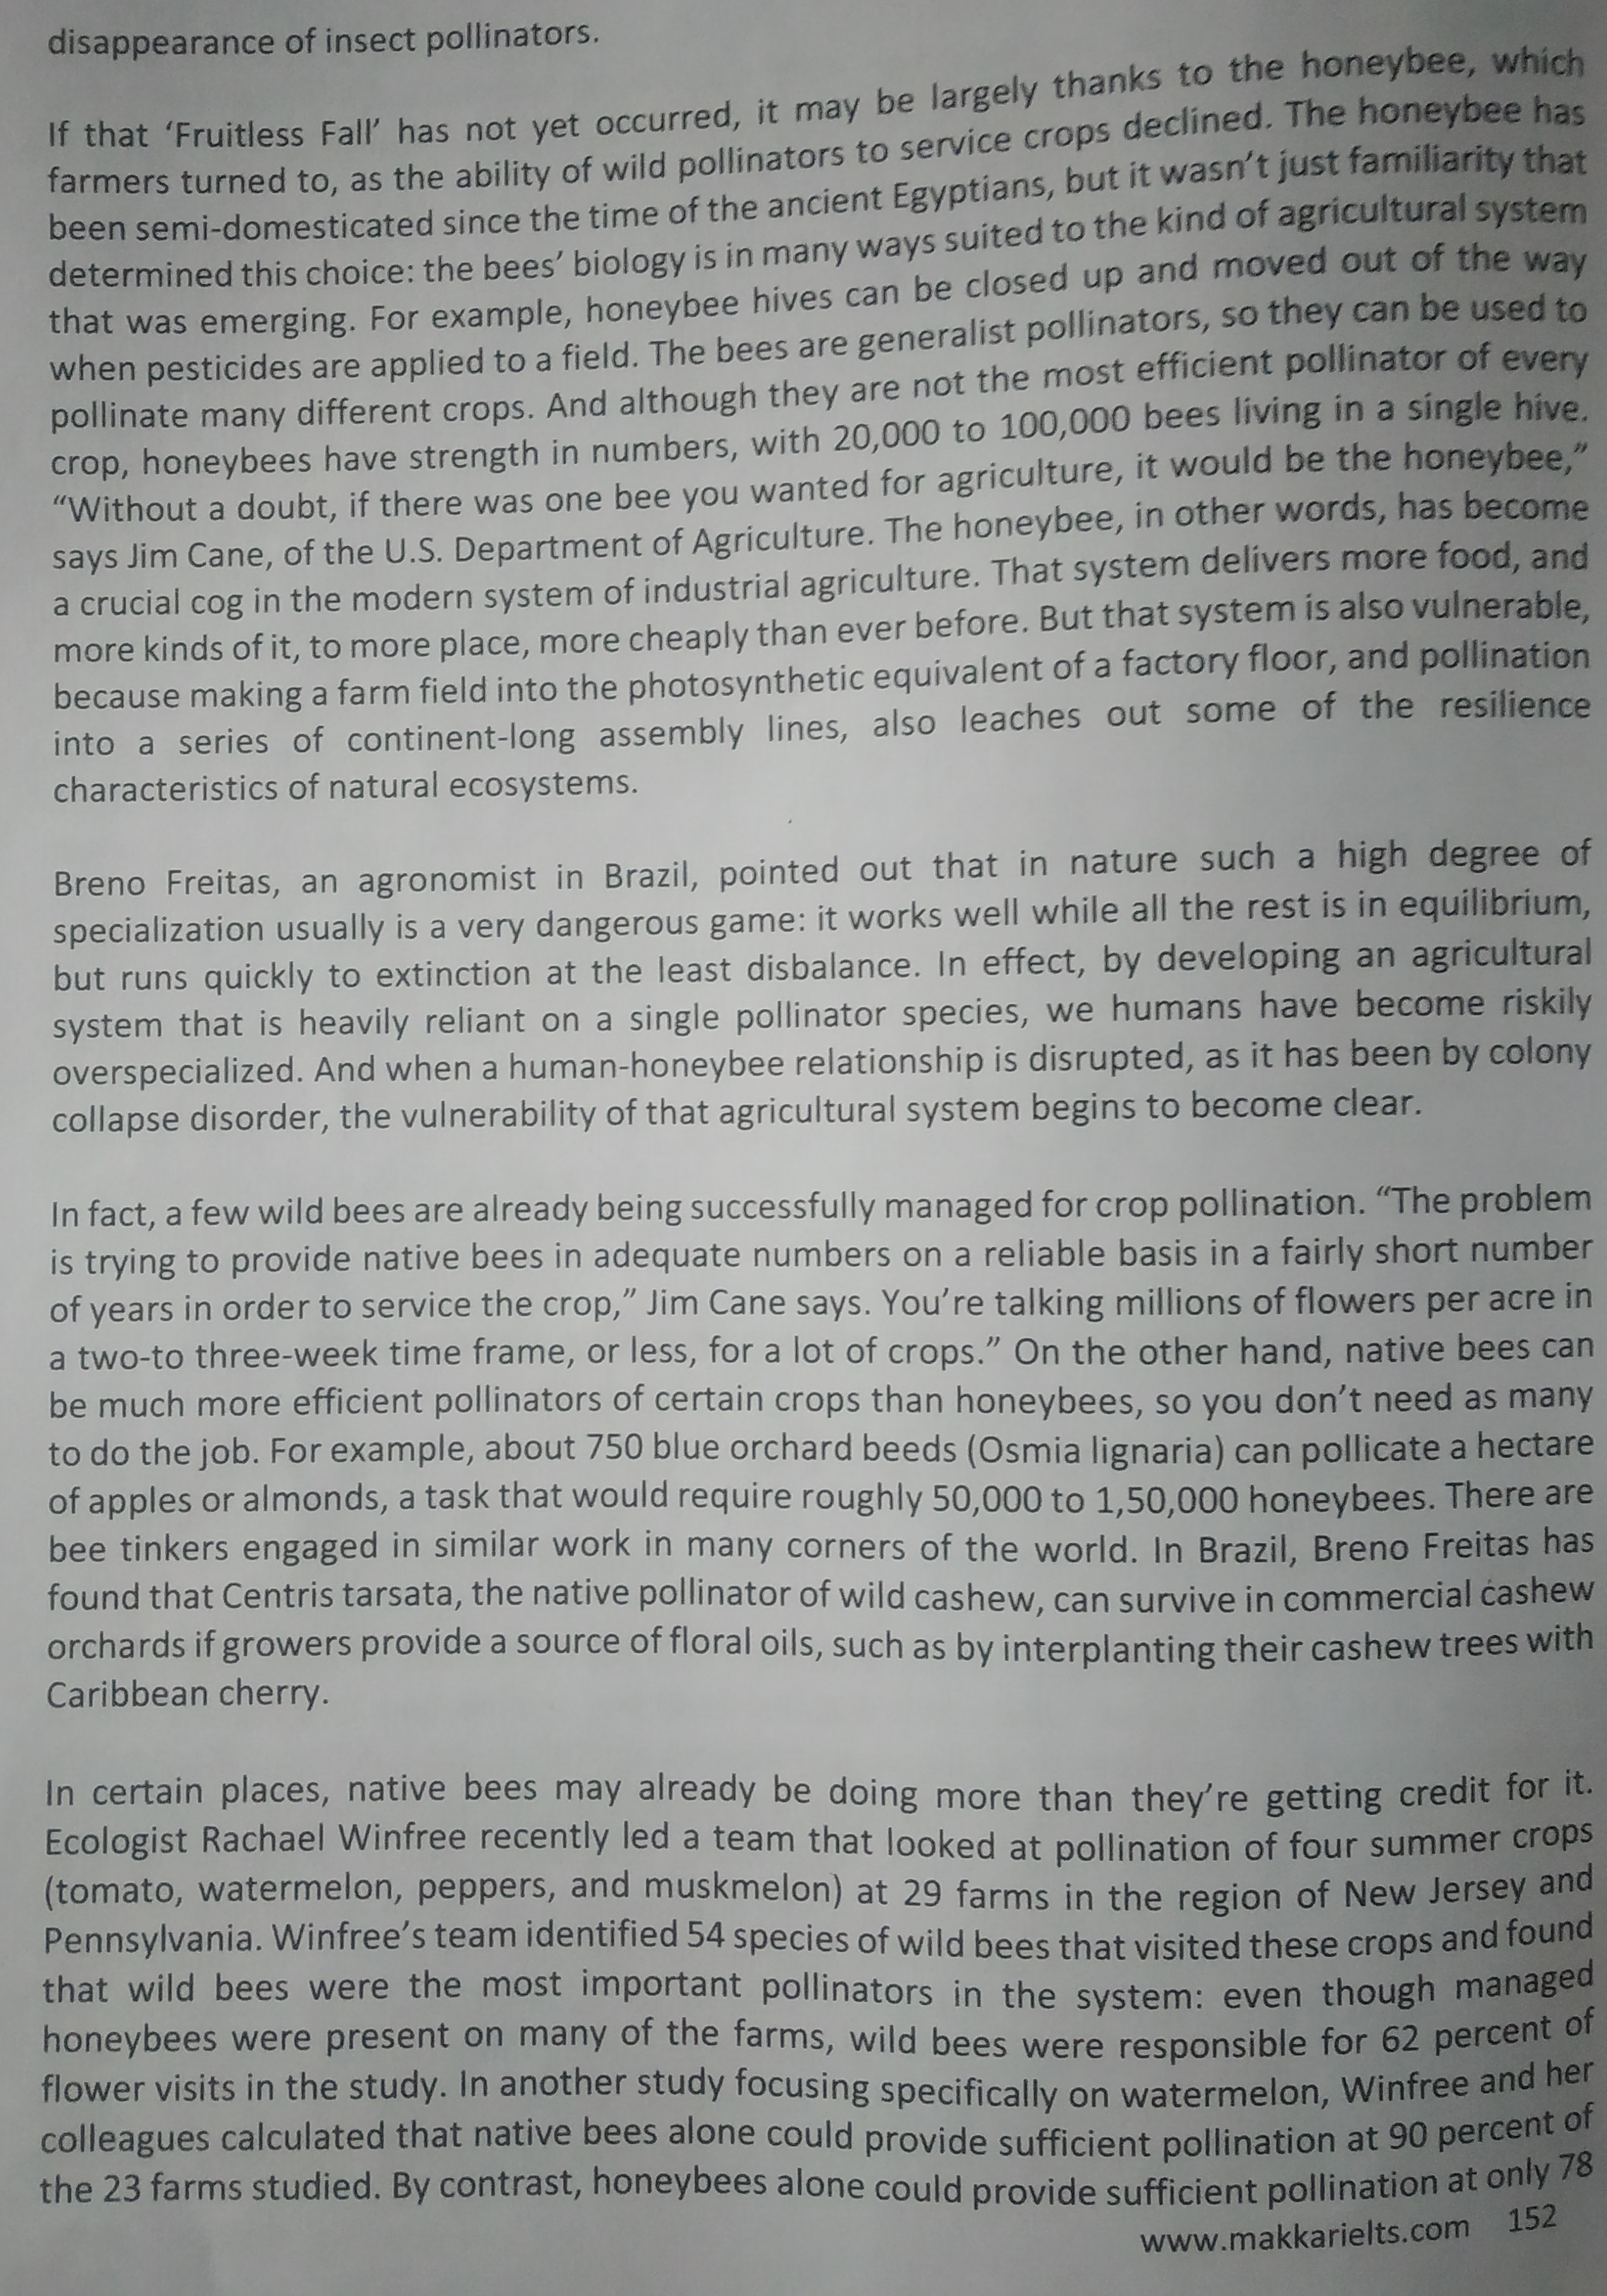 disappearance of insect pollinators.
If that ‘Fruitless Fall’ has not yet occurred, it may be largely thanks to the honeybee, which
farmers turned to, as the ability of wild pollinators to service crops declined. The honeybee has
been semi-domesticated since the time of the ancient Egyptians, but it wasn’t just familiarity that
determined this choice: the bees’ biology is in many ways suited to the kind of agricultural system
that was emerging. For example, honeybee hives can be closed up and moved out of the way
when pesticides are applied to a field. The bees are generalist pollinators, so they can be used to
pollinate many different crops. And although they are not the most efficient pollinator of every
crop, honeybees have strength in numbers, with 20,000 to 100,000 bees living in a single hive.
“Without a doubt, if there was one bee you wanted for agriculture, it would be the honeybee,”
says Jim Cane, of the U.S. Department of Agriculture. The honeybee, in other words, has become
a crucial cog in the modern system of industrial agriculture. That system delivers more food, and
more kinds of it, to more place, more cheaply than ever before. But that system is also vulnerable,
because making a farm field into the photosynthetic equivalent of a factory floor, and pollination
into a series of continent-long assembly lines, also leaches out some of the resilience
characteristics of natural ecosystems.
Breno Freitas, an agronomist in Brazil, pointed out that in nature such a high degree of
specialization usually is a very dangerous game: it works well while all the rest is in equilibrium,
but runs quickly to extinction at the least disbalance. In effect, by developing an agricultural
system that is heavily reliant on a single pollinator species, we humans have become riskily
overspecialized. And when a human-honeybee relationship is disrupted, as it has been by colony
collapse disorder, the vulnerability of that agricultural system begins to become clear.
In fact, a few wild bees are already being successfully managed for crop pollination. “The problem
is trying to provide native bees in adequate numbers on a reliable basis in a fairly short number
of years in order to service the crop,” Jim Cane says. You’re talking millions of flowers per acre in
a two-to three-week time frame, or less, for a lot of crops.” On the other hand, native bees can
be much more efficient pollinators of certain crops than honeybees, so you don’t need as many
to do the job. For example, about 750 blue orchard beeds (Osmia lignaria) can pollicate a hectare
of apples or almonds, a task that would require roughly 50,000 to 1,50,000 honeybees. There are
bee tinkers engaged in similar work in many corners of the world. In Brazil, Breno Freitas has
found that Centris tarsata, the native pollinator of wild cashew, can survive in commercial cashew
orchards if growers provide a source of floral oils, such as by interplanting their cashew trees with
Caribbean cherry.
In certain places, native bees may already be doing more than they’re getting credit for it.
Ecologist Rachael Winfree recently led a team that looked at pollination of four summer crops
(tomato, watermelon, peppers, and muskmelon) at 29 farms in the region of New Jersey and
Pennsylvania. Winfree’s team identified 54 species of wild bees that visited these crops and found
that wild bees were the most important pollinators in the system: even though managed
honeybees were present on many of the farms, wild bees were responsible for 62 percent of
flower visits in the study. In another study focusing specifically on watermelon, Winfree and her
colleagues calculated that native bees alone could provide sufficient pollination at 90 percent of
the 23 farms studied. By contrast, honeybees alone could provide sufficient pollination at only 78
www.makkarielts.com 152